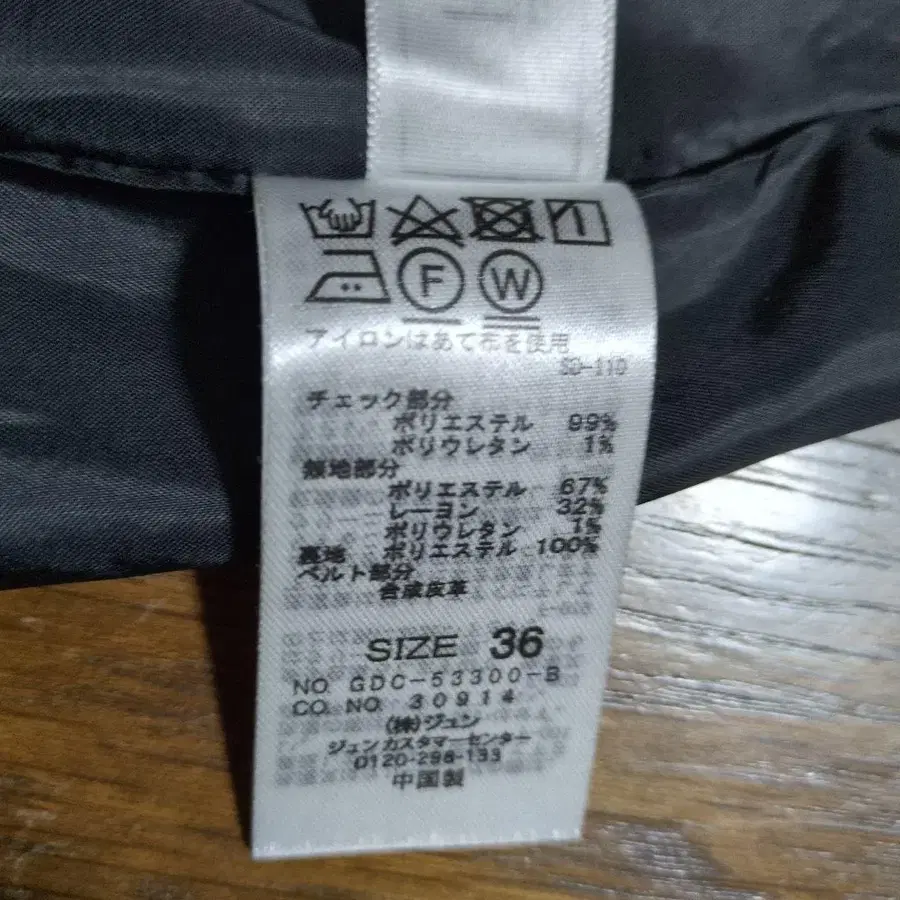 F W
アイロンはあて布を使用
SD-110
チェック部分
ポリエステル 99%
ポリウレタン 1%
無地部分
ポリエステル 67%
レーヨン 32%
ポリウレタン 1%
裏地 ポリエステル 100%
ベルト部分
合成皮革
SIZE 36
NO. GDC-53300-B
CO. NO. 30914
(株)ジュン
ジュンカスタマーセンター
0120-298-133
中国製